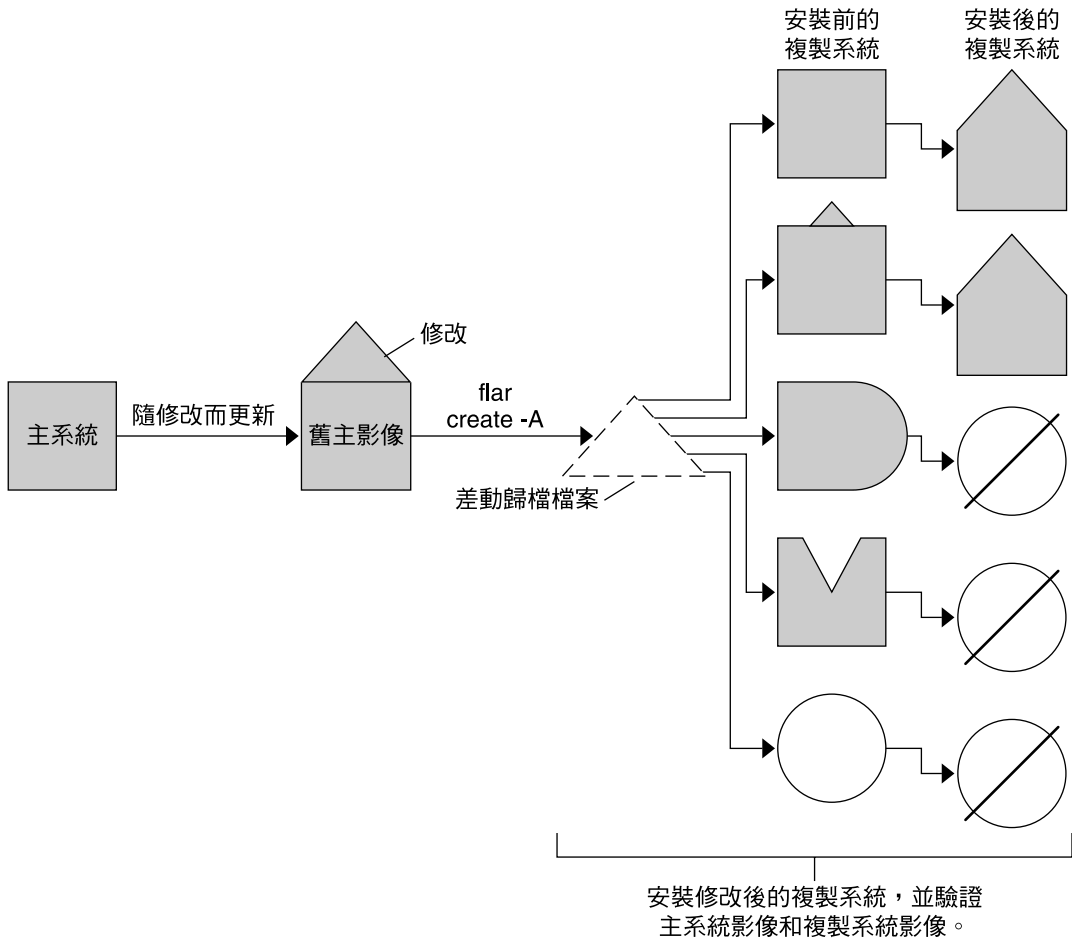 安裝前的
複製系統
安裝後的
複製系統
修改
主系統
隨修改而更新
舊主影像
flar
create -A
差動歸檔檔案
安裝修改後的複製系統，並驗證
主系統影像和複製系統影像。